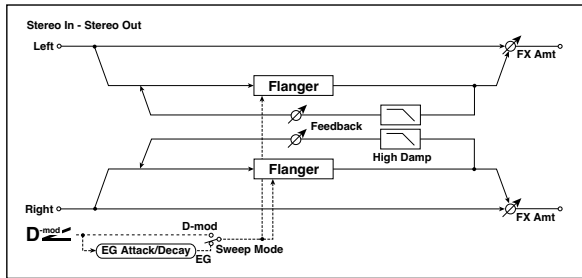 Stereo In - Stereo Out
Left
FX Amt
Flanger
Feedback
High Damp
Flanger
Right
FX Amt
D-mod
D-mod
EG Attack/Decay
EG
Sweep Mode